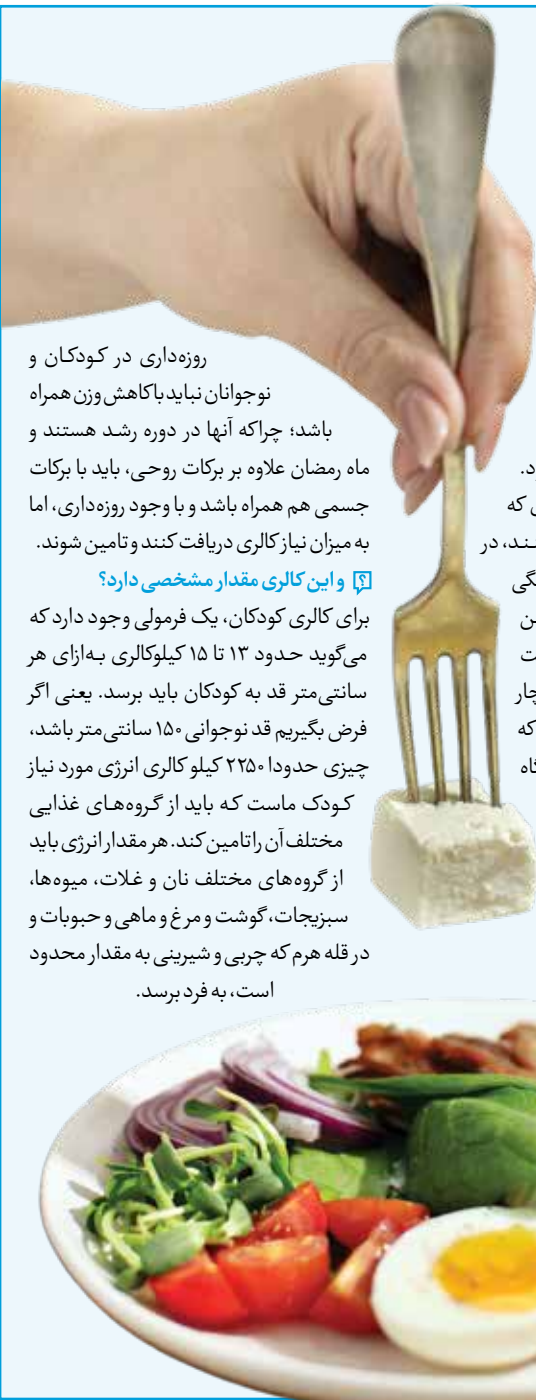 روزه‌داری در کودکان و
نوجوانان نباید با کاهش وزن همراه
باشد؛ چراکه آنها در دوره رشد هستند و
ماه رمضان علاوه بر برکات روحی، باید با برکات
جسمی هم همراه باشد و با وجود روزه‌داری، اما
به میزان نیاز کالری دریافت کنند و تامین شوند.
و این کالری مقدار مشخصی دارد؟
برای کالری کودکان، یک فرمولی وجود دارد که
می‌گوید حدود ۱۳ تا ۱۵ کیلوکالری به‌ازای هر
سانتی‌متر قد به کودکان باید برسد. یعنی اگر
فرض بگیریم قد نوجوانی ۱۵۰ سانتی‌متر باشد،
چیزی حدودا ۲۲۵۰ کیلو کالری انرژی مورد نیاز
کودک ماست که باید از گروه‌های غذایی
مختلف آن را تامین کند. هر مقدار انرژی باید
از گروه‌های مختلف نان و غلات، میوه‌ها،
سبزیجات، گوشت و مرغ و ماهی و حبوبات و
در قله هرم که چربی و شیرینی به مقدار محدود
است، به فرد برسد.